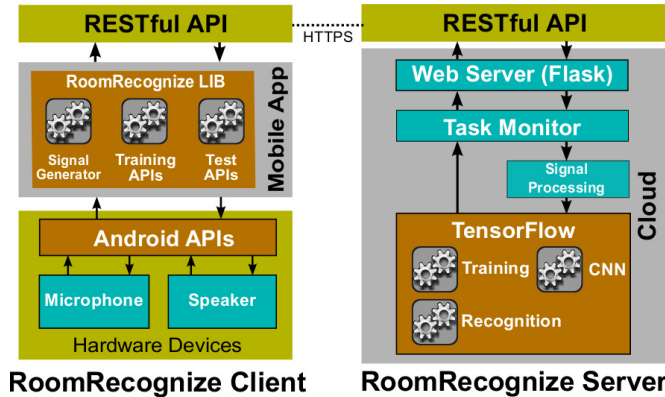 RESTful API
HTTPS
RESTful API
RoomRecognize LIB
Signal
Generator
Training
APIs
Test
APIs
Mobile App
Android APIs
Microphone
Speaker
Hardware Devices
RoomRecognize Client
Web Server (Flask)
Task Monitor
Signal
Processing
Cloud
TensorFlow
Training
CNN
Recognition
RoomRecognize Server